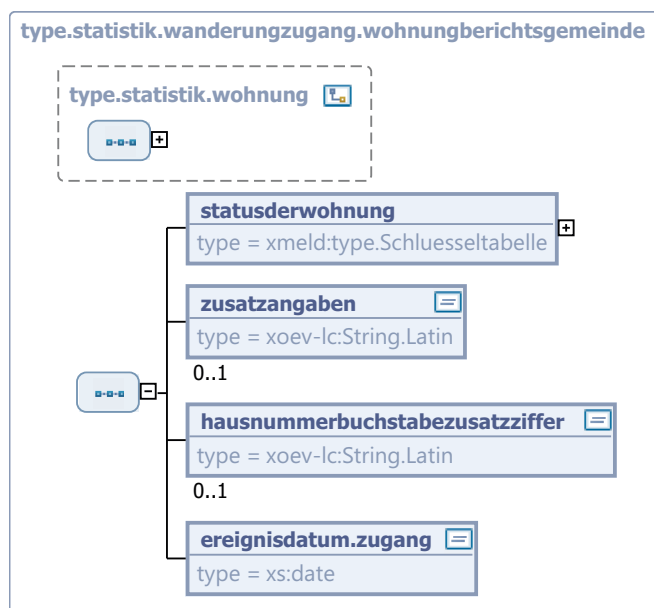 type.statistik.wanderungzugang.wohnungberichtsgemeinde
type.statistik.wohnung
statusderwohnung
type = xmeld:type.Schluesseltabelle
zusatzangaben
type = xoev-lc:String.Latin
0..1
hausnummerbuchstabezusatzziffer
type = xoev-lc:String.Latin
0..1
ereignisdatum.zugang
type = xs:date